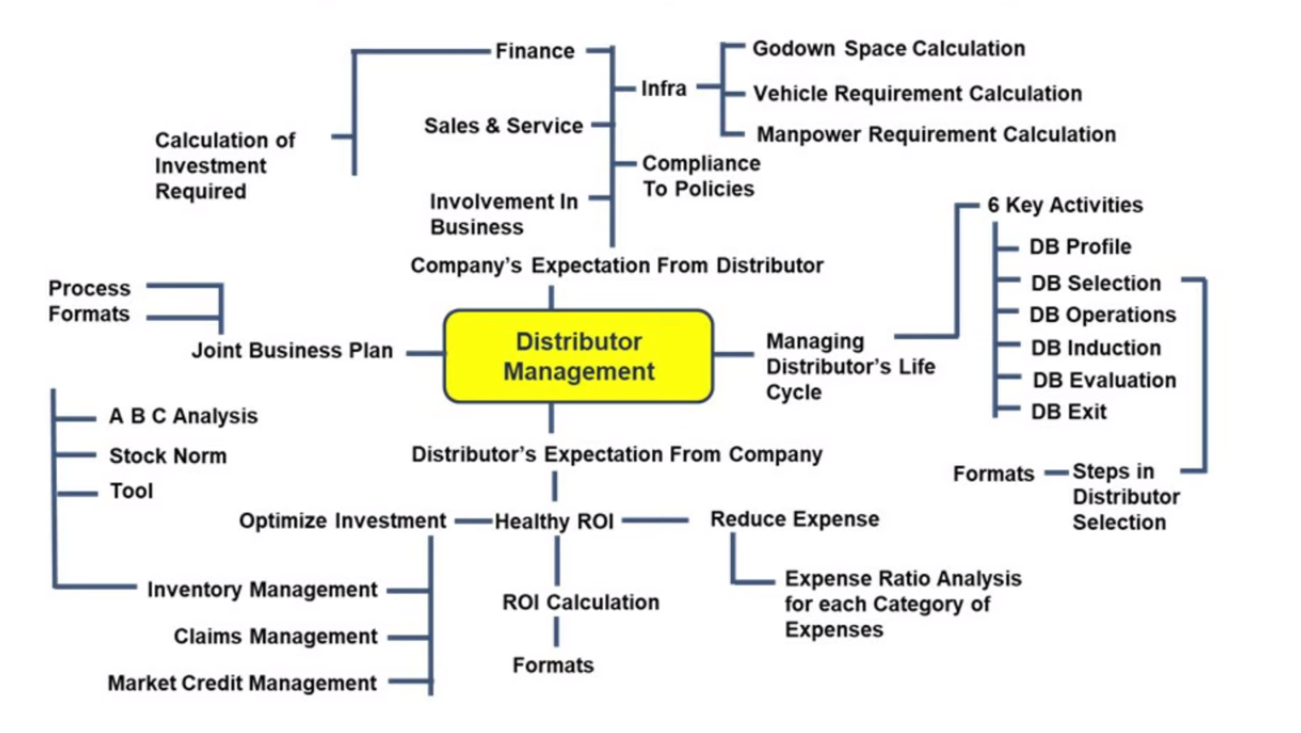 Finance
Godown Space Calculation
Infra
Vehicle Requirement Calculation
Sales & Service
Manpower Requirement Calculation
Calculation of
Investment
Required
Compliance
To Policies
Involvement In
Business
6 Key Activities
DB Profile
DB Selection
DB Operations
DB Induction
DB Evaluation
DB Exit
Company's Expectation From Distributor
Process
Formats
Joint Business Plan
Distributor
Management
Managing
Distributor's Life
Cycle
A B C Analysis
Stock Norm
Tool
Distributor's Expectation From Company
Formats
Steps in
Distributor
Selection
Optimize Investment
Healthy ROI
Reduce Expense
Inventory Management
Claims Management
Market Credit Management
ROI Calculation
Formats
Expense Ratio Analysis
for each Category of
Expenses